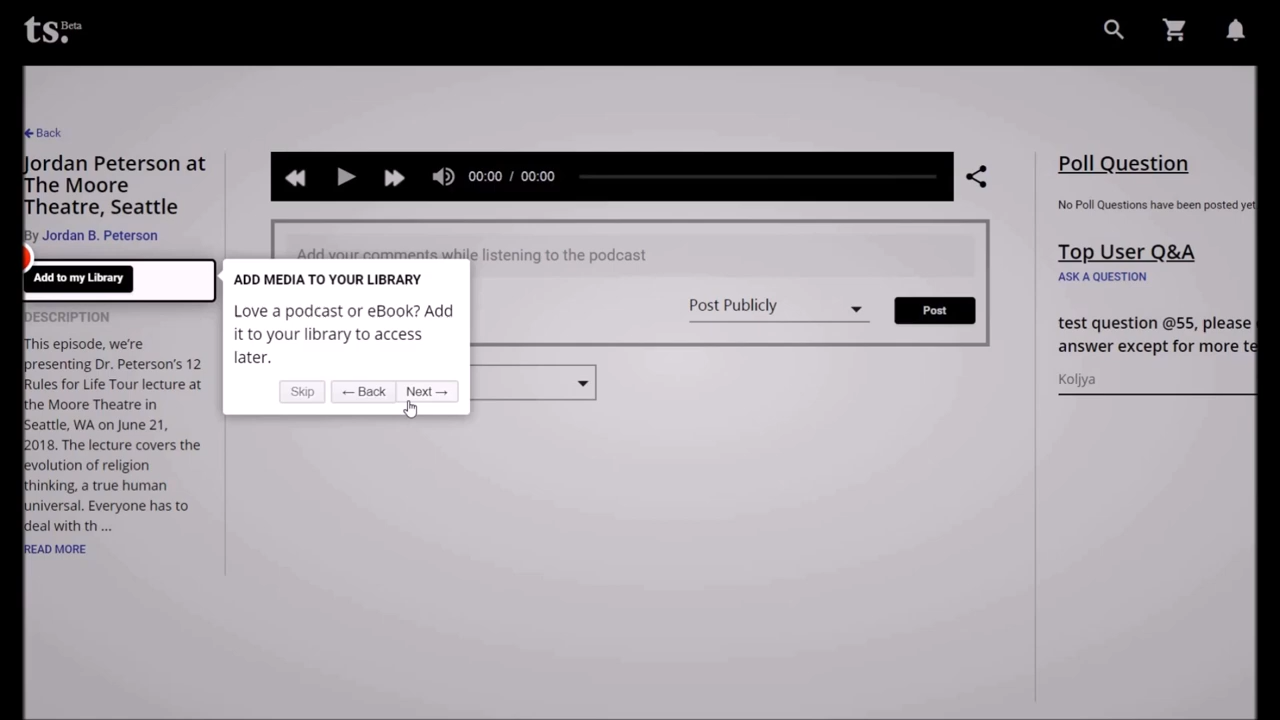 ts. Beta
← Back
Jordan Peterson at
The Moore
Theatre, Seattle
By Jordan B. Peterson
Add to my Library
DESCRIPTION
This episode, we're
presenting Dr. Peterson's 12
Rules for Life Tour lecture at
the Moore Theatre in
Seattle, WA on June 21,
2018. The lecture covers the
evolution of religion
thinking, a true human
universal. Everyone has to
deal with th ...
READ MORE
ADD MEDIA TO YOUR LIBRARY
Love a podcast or eBook? Add
it to your library to access
later.
Skip
← Back
Next →
00:00 / 00:00
Add your comments while listening to the podcast
Post Publicly
Post
Poll Question
No Poll Questions have been posted yet
Top User Q&A
ASK A QUESTION
test question @55, please
answer except for more te
Koljya